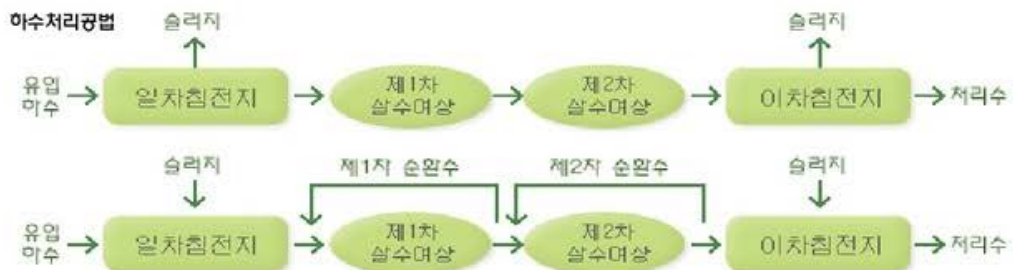 하수처리공법
슬러지
슬러지
유입
하수
일차침전지
제1차
살수여상
제2차
살수여상
이차침전지
처리수
슬러지
제1차 순환수
제2차 순환수
슬러지
유입
하수
일차침전지
제1차
살수여상
제2차
살수여상
이차침전지
처리수